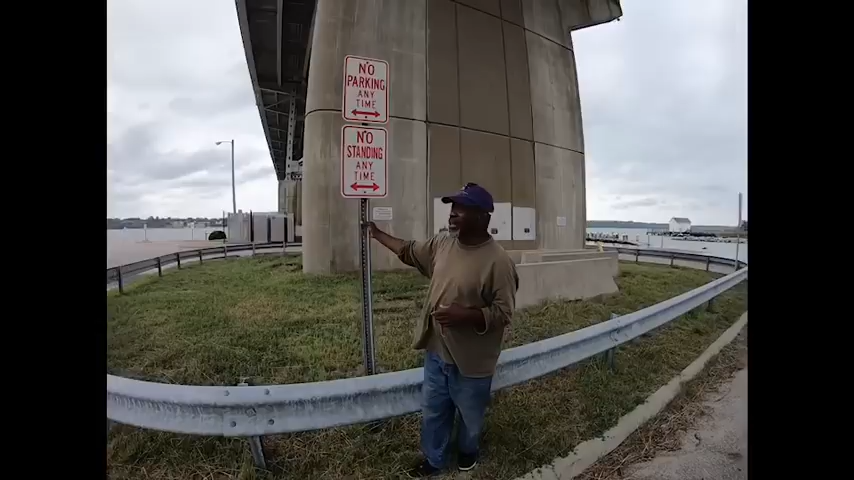 NO
PARKING
ANY
TIME
NO
STANDING
ANY
TIME